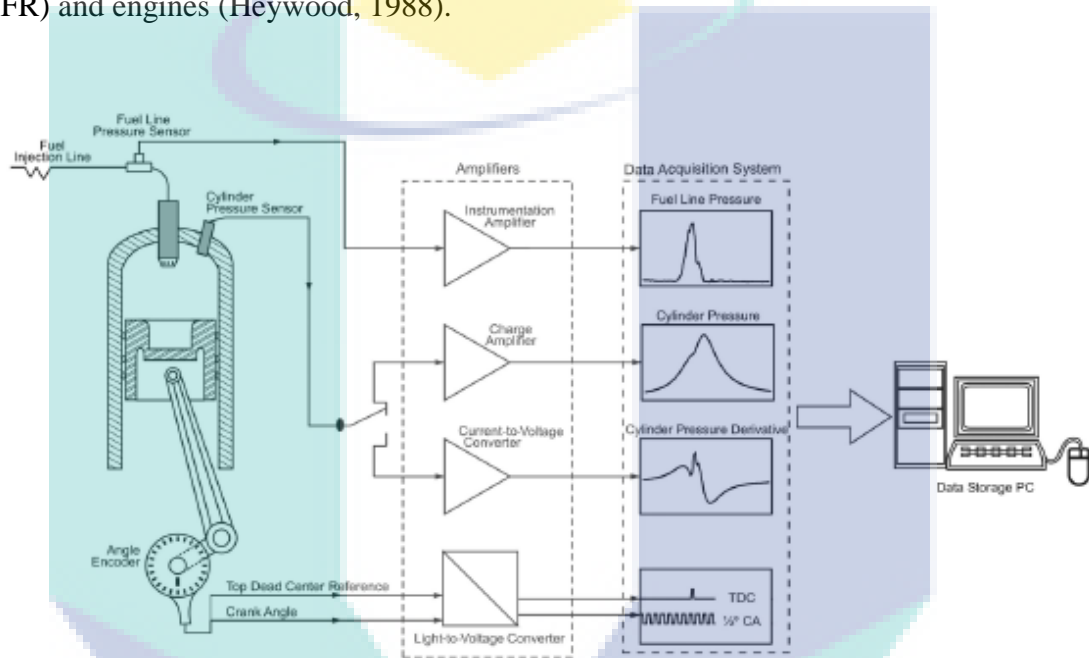 FR) and engines (Heywood, 1988).
Fuel Line
Pressure Sensor
Fuel
Injection Line
Cylinder
Pressure Sensor
Amplifiers
Data Acquisition System
Instrumentation
Amplifier
Fuel Line Pressure
Charge
Amplifier
Cylinder Pressure
Current-to-Voltage
Converter
Cylinder Pressure Derivative
Data Storage PC
Angle
Encoder
Top Dead Center Reference
Crank Angle
Light-to-Voltage Converter
TDC
½° CA